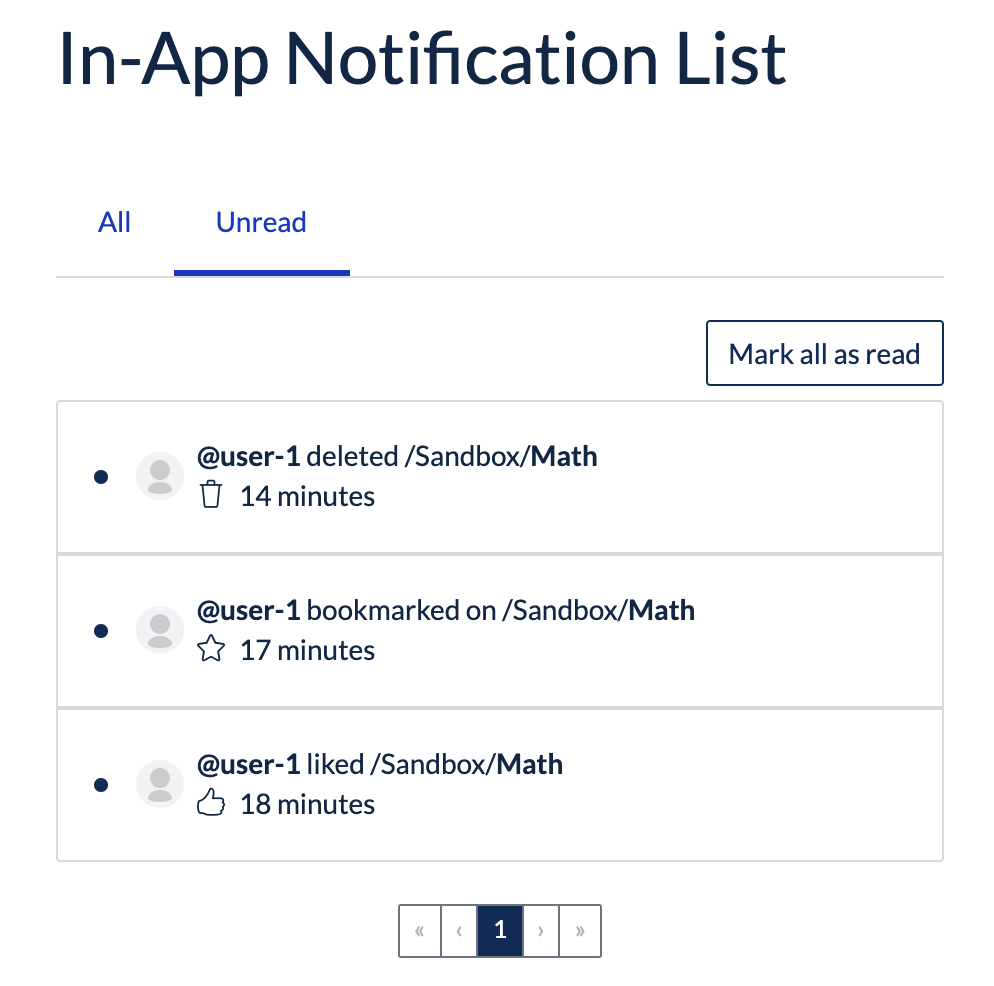 In-App Notification List
All Unread
Mark all as read
@user-1 deleted /Sandbox/Math
14 minutes
@user-1 bookmarked on /Sandbox/Math
17 minutes
@user-1 liked /Sandbox/Math
18 minutes
« ‹ 1 › »